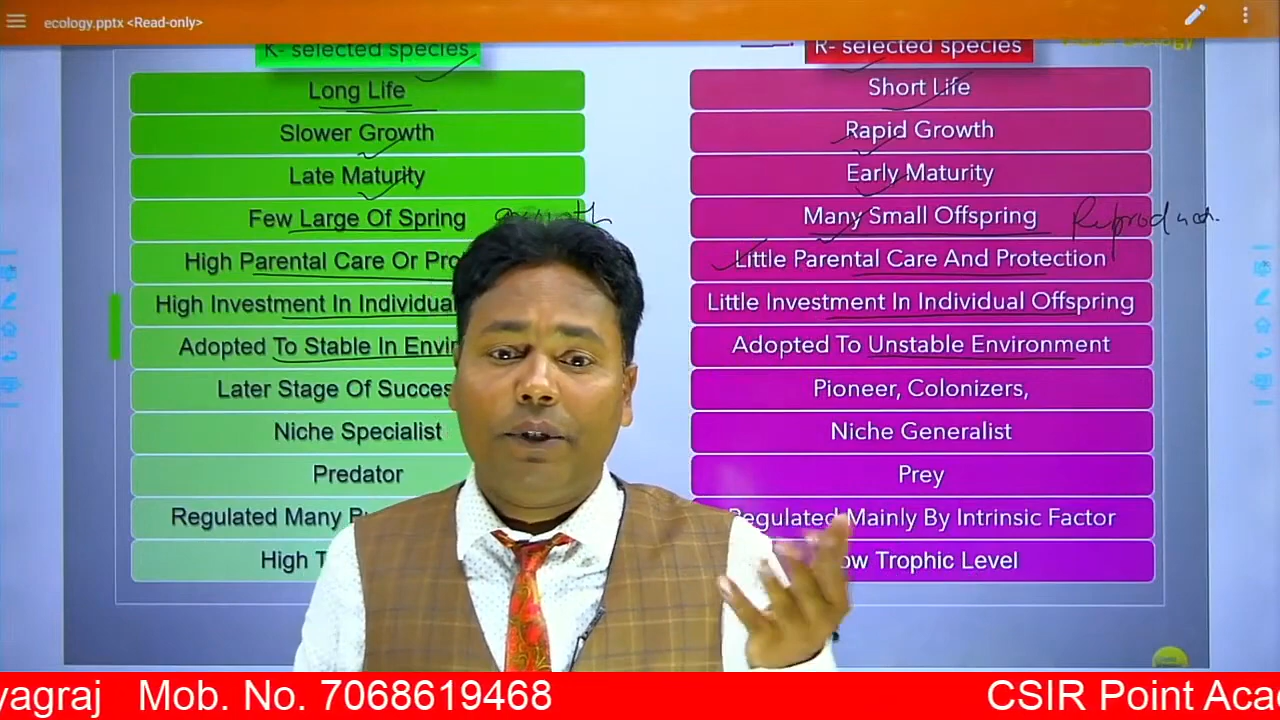 ecology.pptx <Read-only>
K- selected species
Long Life
Slower Growth
Late Maturity
Few Large Of Spring
High Parental Care Or Pro
High Investment In Individua
Adopted To Stable In Envir
Later Stage Of Succes
Niche Specialist
Predator
Regulated Many
High T
R- selected species
Short Life
Rapid Growth
Early Maturity
Many Small Offspring
Little Parental Care And Protection
Little Investment In Individual Offspring
Adopted To Unstable Environment
Pioneer, Colonizers,
Niche Generalist
Prey
Regulated Mainly By Intrinsic Factor
ow Trophic Level
yagraj Mob. No. 7068619468 CSIR Point Aca